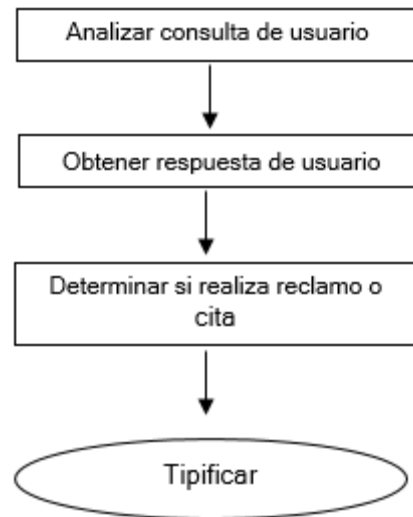 Analizar consulta de usuario
Obtener respuesta de usuario
Determinar si realiza reclamo o
cita
Tipificar